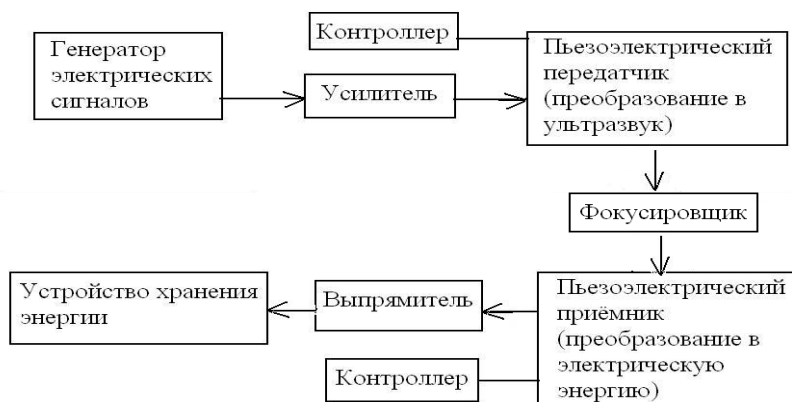 Генератор
электрических
сигналов
Контроллер
Усилитель
Пьезоэлектрический
передатчик
(преобразование в
ультразвук)
Фокусировщик
Пьезоэлектрический
приёмник
(преобразование в
электрическую
энергию)
Контроллер
Выпрямитель
Устройство хранения
энергии